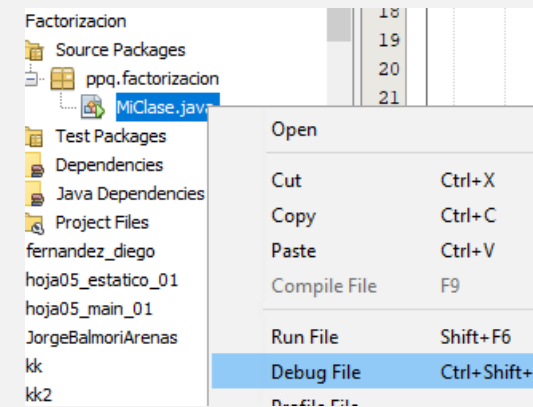 Factorizacion
Source Packages
ppq.factorizacion
MiClase.java
Test Packages
Dependencies
Java Dependencies
Project Files
fernandez_diego
hoja05_estatico_01
hoja05_main_01
JorgeBalmoriArenas
kk
kk2
18
19
20
21
Open
Cut Ctrl+X
Copy Ctrl+C
Paste Ctrl+V
Compile File F9
Run File Shift+F6
Debug File Ctrl+Shift+
Profile File